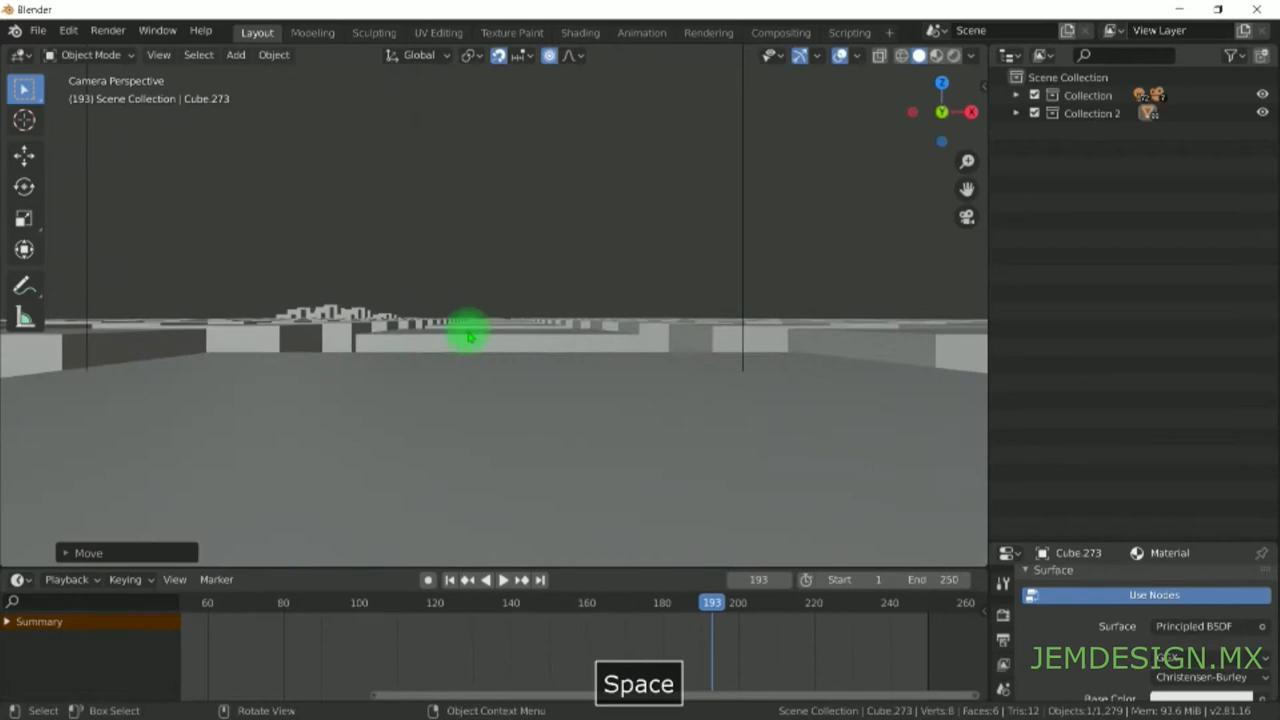 Blender
File Edit Render Window Help Layout Modeling Sculpting UV Editing Texture Paint Shading Animation Rendering Compositing Scripting + Scene View Layer
Object Mode View Select Add Object Global
Camera Perspective
(193) Scene Collection | Cube.273
Z
Y X
Scene Collection
Collection
Collection 2
Move
Cube.273 Material
Surface
Use Nodes
Surface Principled BSDF
GGX
Christensen-Burley
Base Color
JEMDESIGN.MX
Playback Keying View Marker 193 Start 1 End 250
60 80 100 120 140 160 180 193 200 220 240 260
Summary
Space
Select Box Select Rotate View Object Context Menu Scene Collection | Cube.273 | Verts:8 | Faces:6 | Tris:12 | Objects:1/1,279 | Mem: 93.6 MiB | v2.81.16